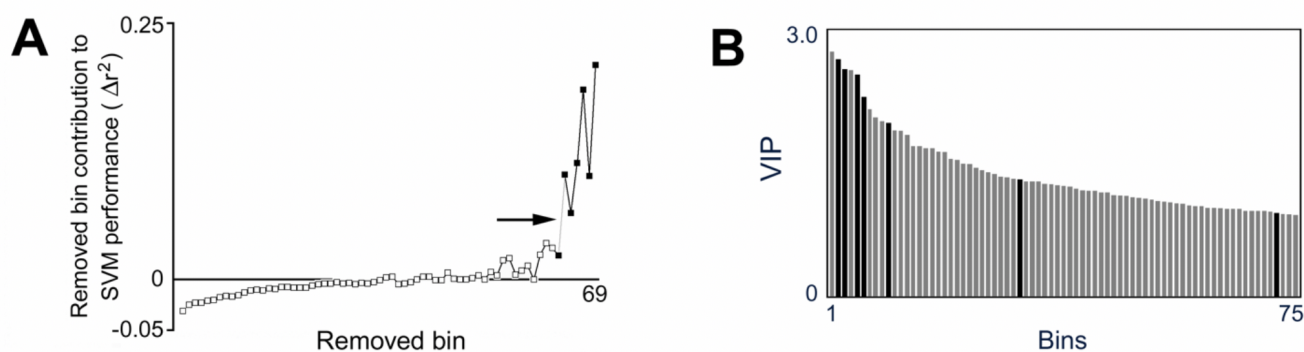 A
Removed bin contribution to
SVM performance ( Δr²)
0.25
0
-0.05
69
Removed bin
B
VIP
3.0
0
1
75
Bins